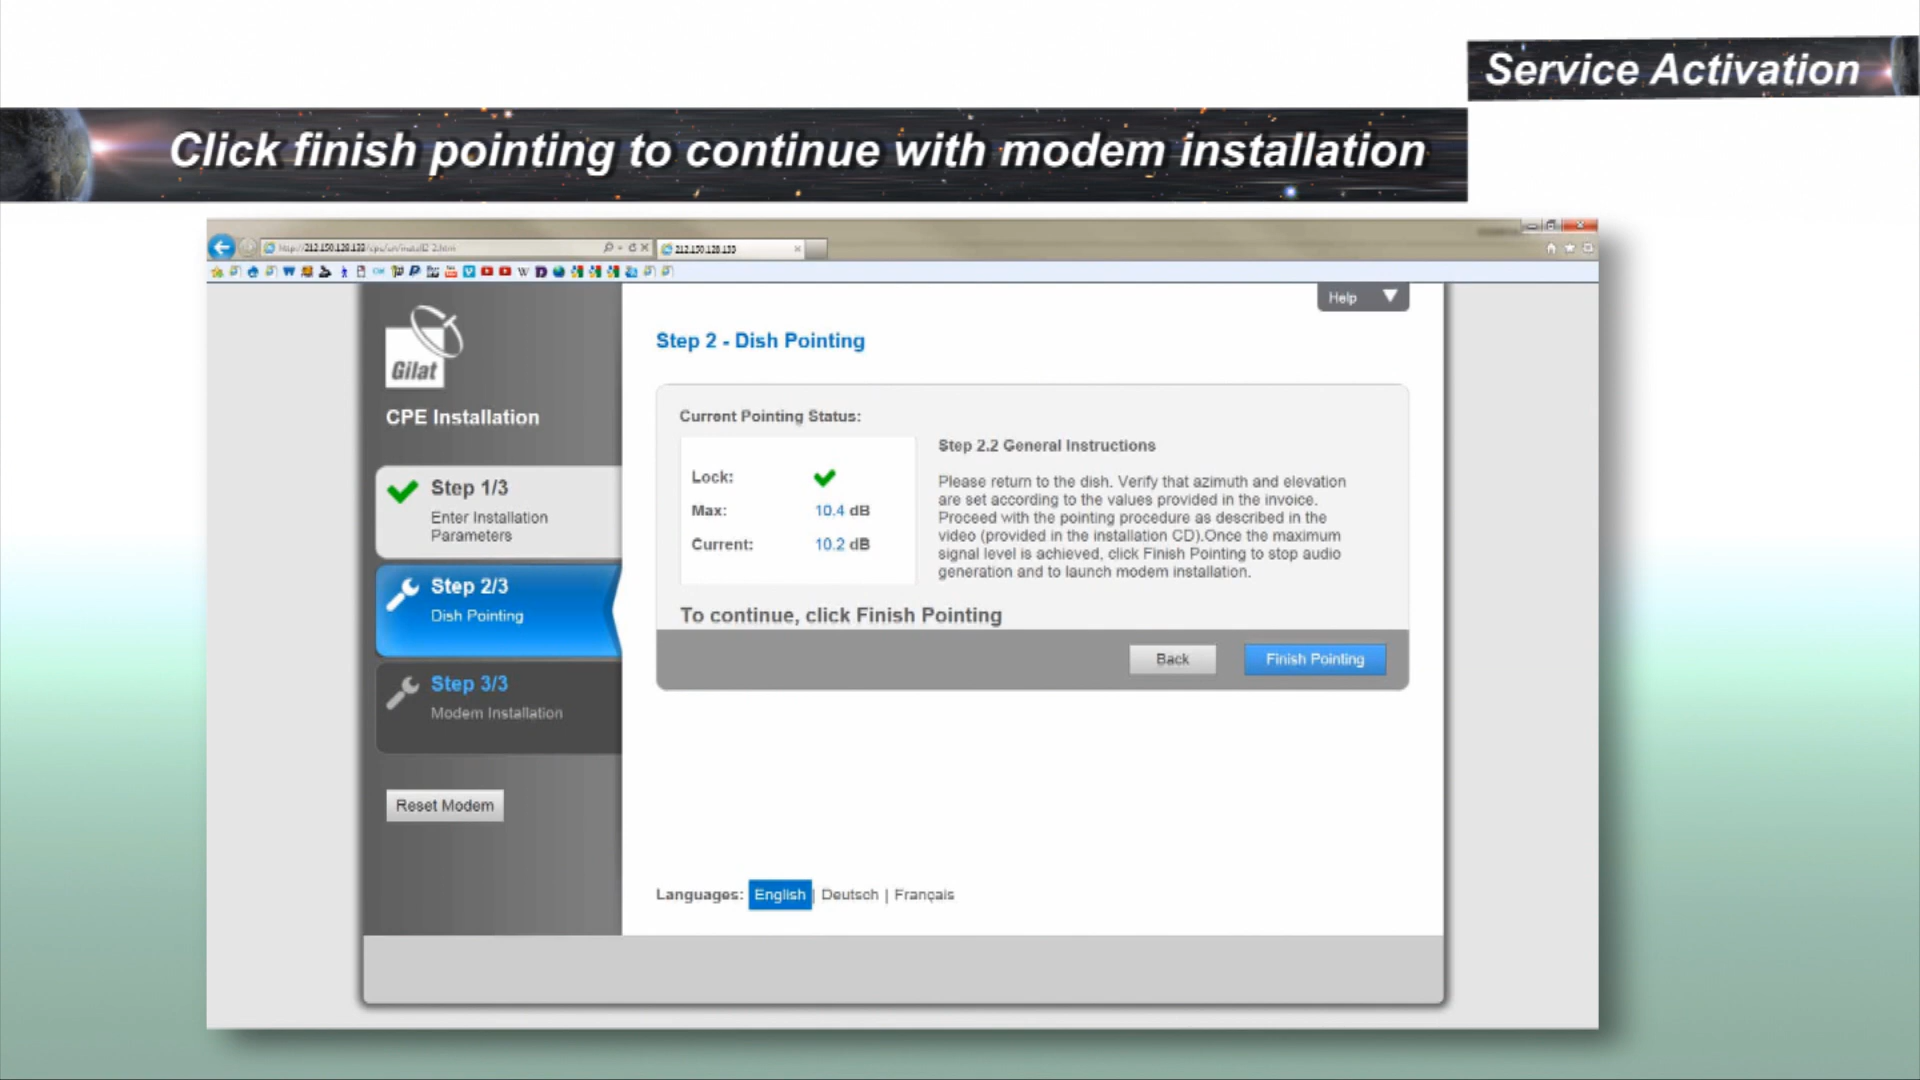 Service Activation
Click finish pointing to continue with modem installation
212.150.128.133
Help
Gilat
CPE Installation
Step 1/3
Enter Installation
Parameters
Step 2/3
Dish Pointing
Step 3/3
Modem Installation
Reset Modem
Step 2 - Dish Pointing
Current Pointing Status:
Lock:
Max: 10.4 dB
Current: 10.2 dB
Step 2.2 General Instructions
Please return to the dish. Verify that azimuth and elevation
are set according to the values provided in the invoice.
Proceed with the pointing procedure as described in the
video (provided in the installation CD).Once the maximum
signal level is achieved, click Finish Pointing to stop audio
generation and to launch modem installation.
To continue, click Finish Pointing
Back
Finish Pointing
Languages: English | Deutsch | Français